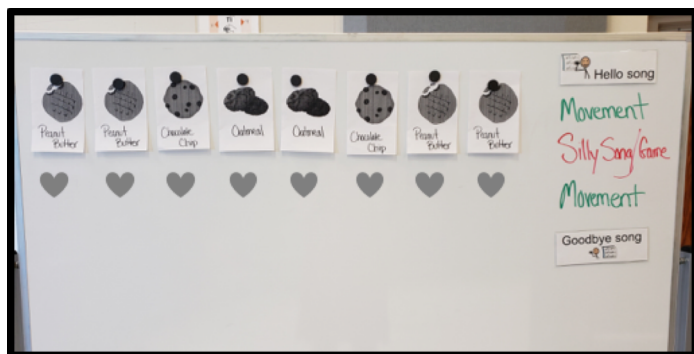 Peanut
Butter
Peanut
Butter
Chocolate
Chip
Oatmeal
Oatmeal
Chocolate
Chip
Peanut
Butter
Peanut
Butter
Hello song
Movement
Silly Song/Game
Movement
Goodbye song